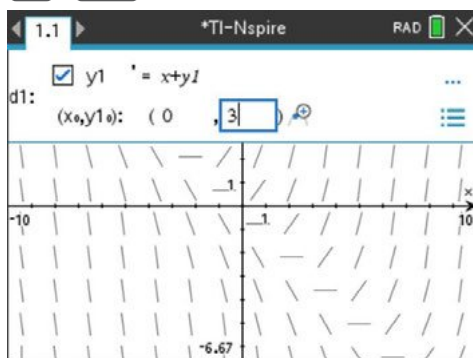 1.1 *TI-Nspire RAD
y1 ' = x+y1 ...
d1:
(x₀,y1₀): (0 ,3 )
1
x
-10 1 10
-6.67